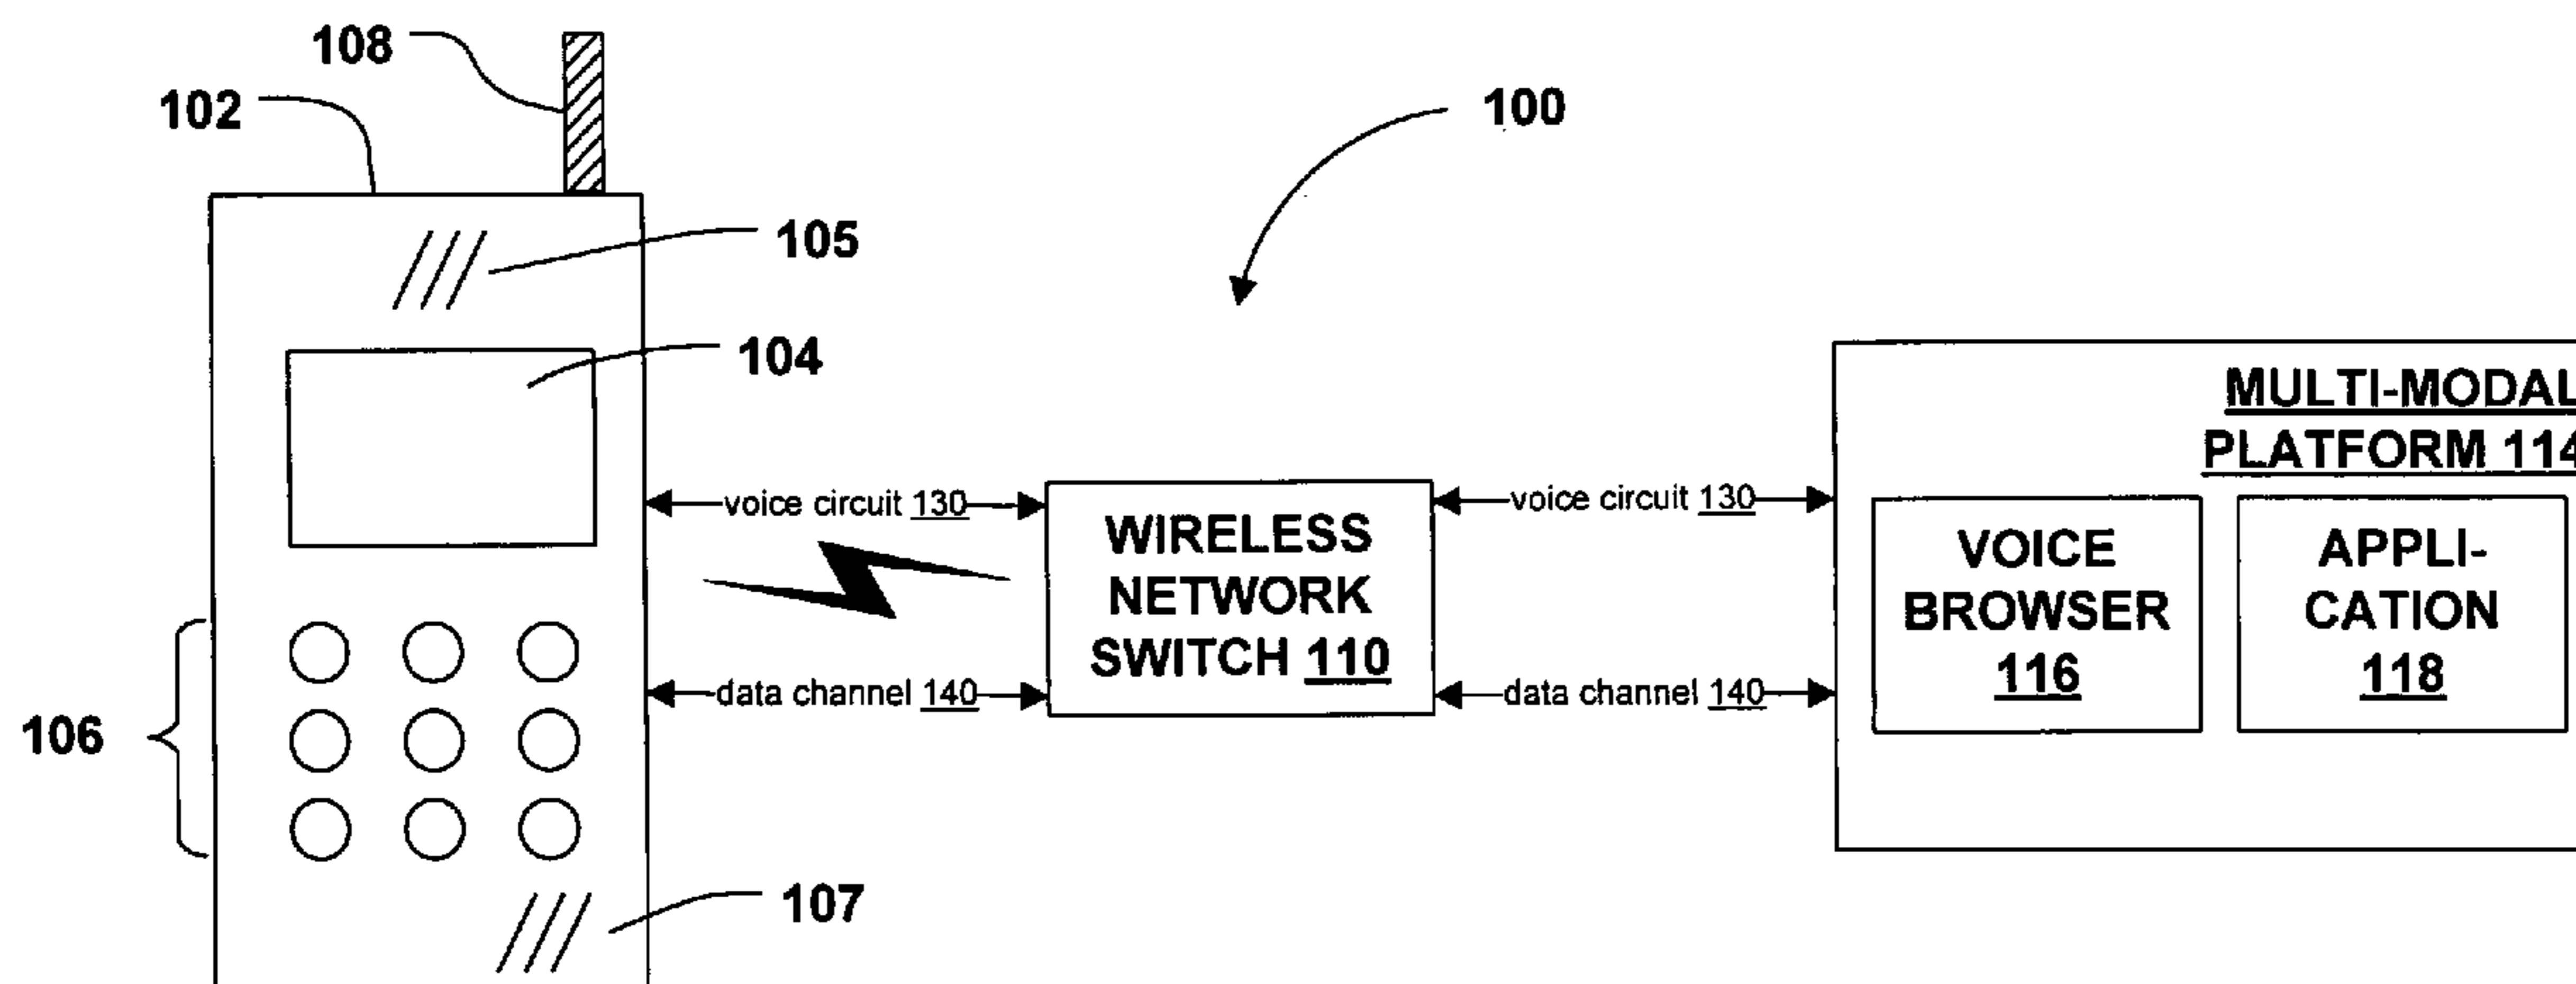 108
102
100
105
104
MULTI-MODAL
PLATFORM 114
voice circuit 130
voice circuit 130
WIRELESS
NETWORK
SWITCH 110
VOICE
BROWSER
116
APPLI-
CATION
118
data channel 140
data channel 140
106
107